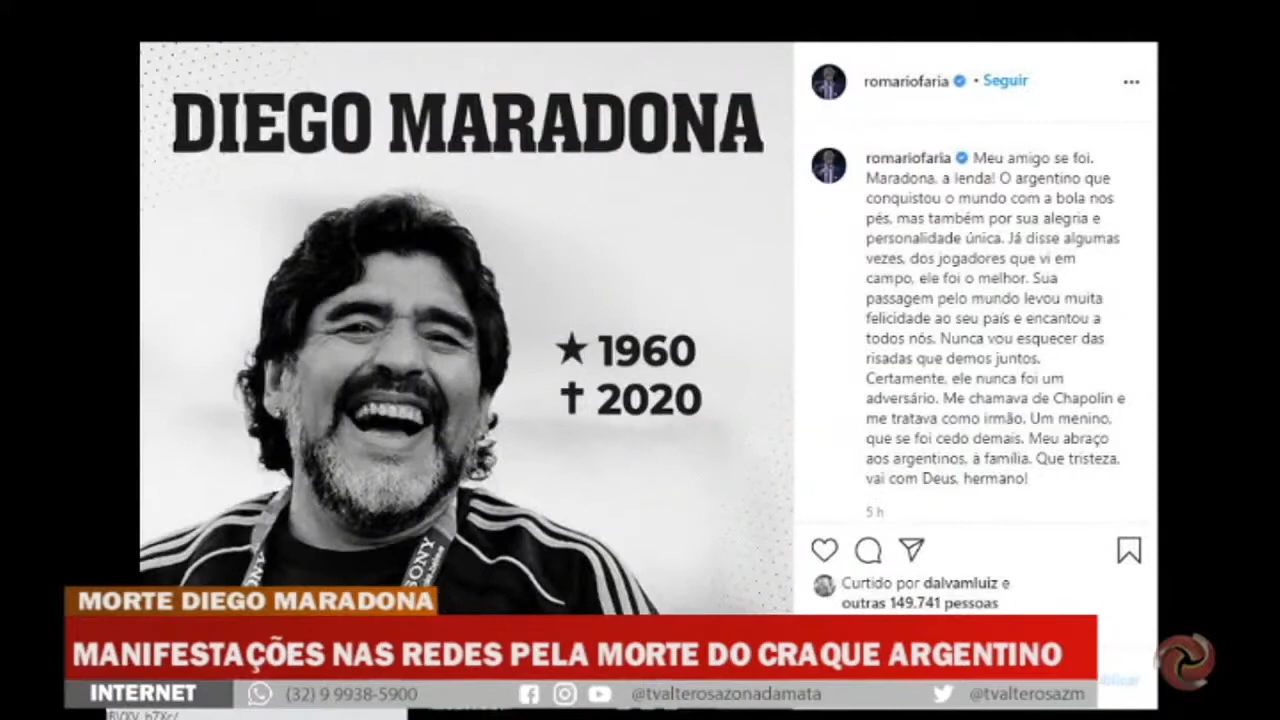 DIEGO MARADONA
★ 1960
✝ 2020
SONY
romariofaria • Seguir
romariofaria Meu amigo se foi.
Maradona, a lenda! O argentino que
conquistou o mundo com a bola nos
pés, mas também por sua alegria e
personalidade única. Já disse algumas
vezes, dos jogadores que vi em
campo, ele foi o melhor. Sua
passagem pelo mundo levou muita
felicidade ao seu país e encantou a
todos nós. Nunca vou esquecer das
risadas que demos juntos.
Certamente, ele nunca foi um
adversário. Me chamava de Chapolin e
me tratava como irmão. Um menino,
que se foi cedo demais. Meu abraço
aos argentinos, à família. Que tristeza,
vai com Deus, hermano!
5 h
Curtido por dalvamluiz e
outras 149.741 pessoas
MORTE DIEGO MARADONA
MANIFESTAÇÕES NAS REDES PELA MORTE DO CRAQUE ARGENTINO
INTERNET (32) 9 9938-5900 @tvalterosazonadamata @tvalterosazm